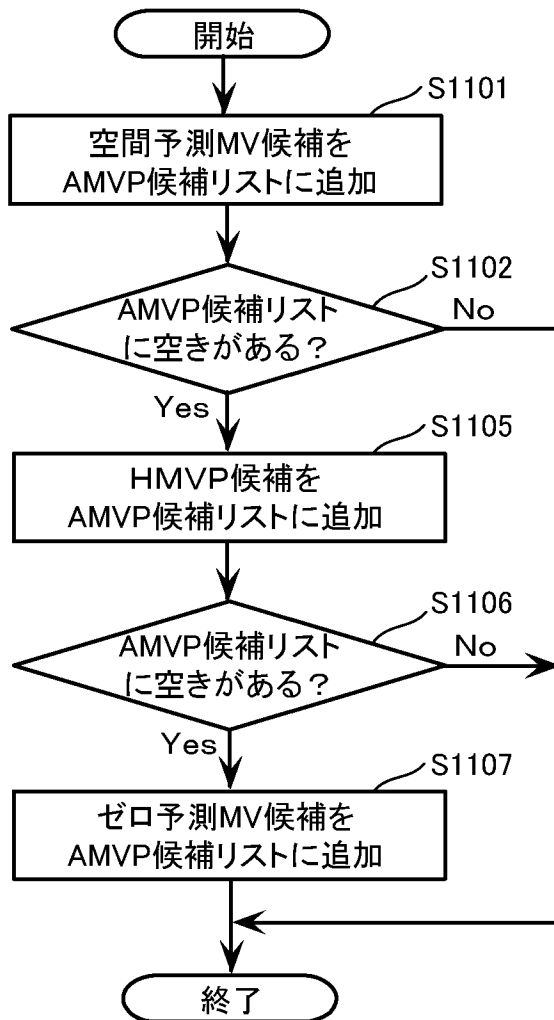 開始
S1101
空間予測MV候補を
AMVP候補リストに追加
S1102
AMVP候補リスト
に空きがある?
No
Yes
S1105
HMVP候補を
AMVP候補リストに追加
S1106
AMVP候補リスト
に空きがある?
No
Yes
S1107
ゼロ予測MV候補を
AMVP候補リストに追加
終了